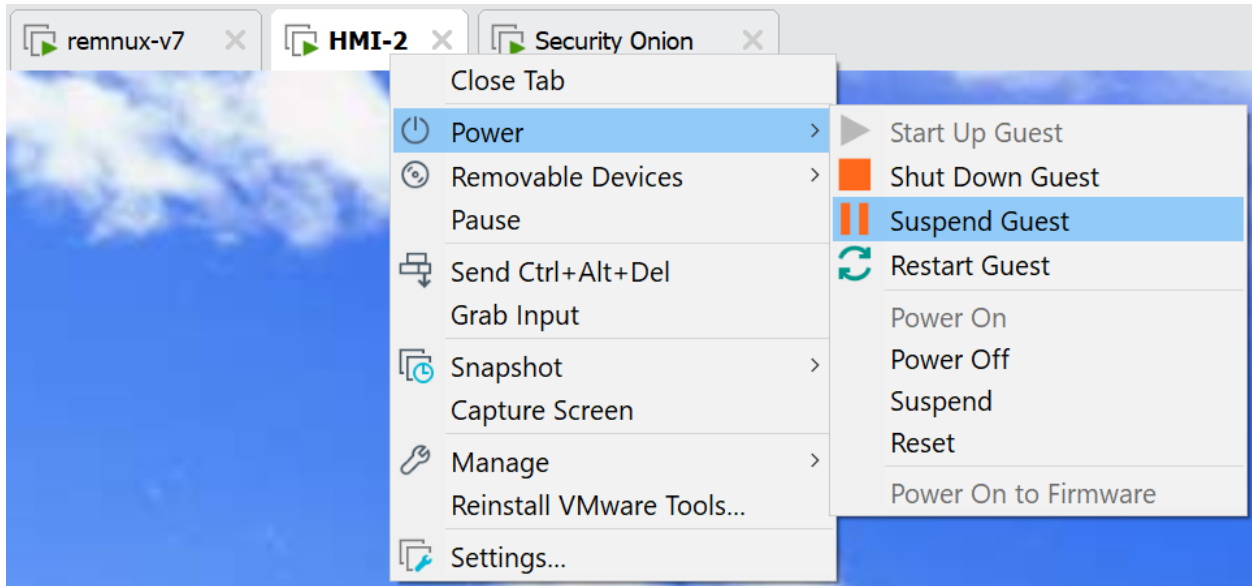 remnux-v7
HMI-2
Security Onion
Close Tab
Power
Removable Devices
Pause
Send Ctrl+Alt+Del
Grab Input
Snapshot
Capture Screen
Manage
Reinstall VMware Tools...
Settings...
Start Up Guest
Shut Down Guest
Suspend Guest
Restart Guest
Power On
Power Off
Suspend
Reset
Power On to Firmware